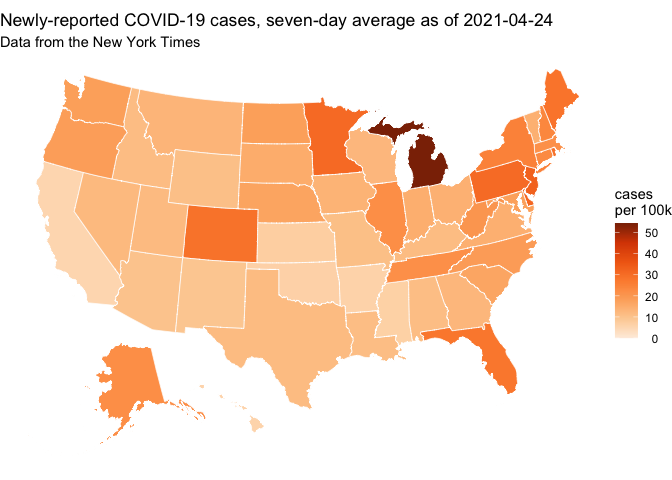 Newly-reported COVID-19 cases, seven-day average as of 2021-04-24
Data from the New York Times
cases
per 100k
50
40
30
20
10
0